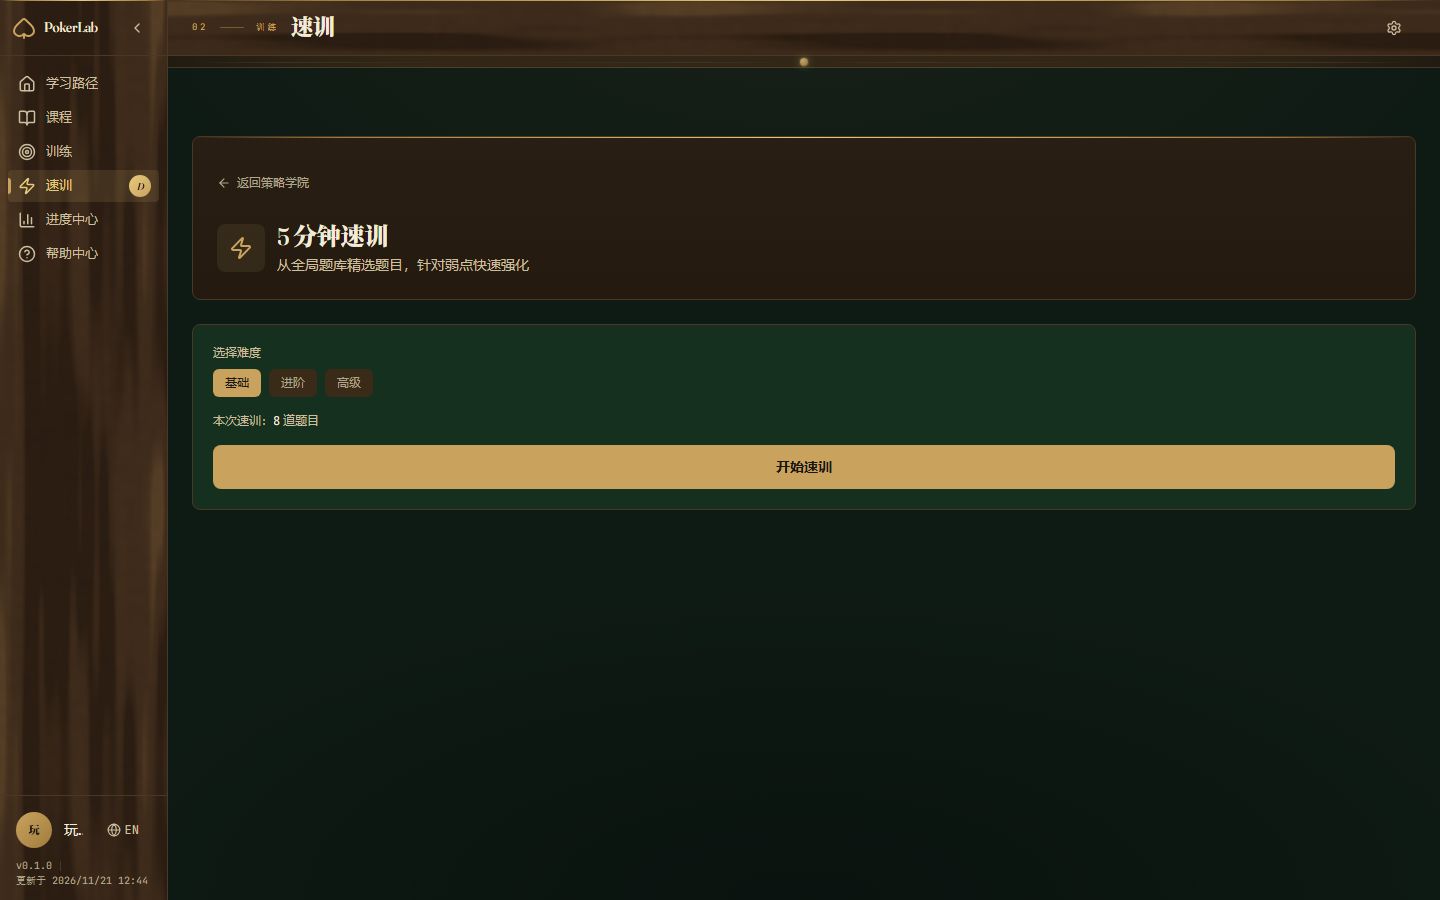 PokerLab
学习路径
课程
训练
速训 D
进度中心
帮助中心
玩 玩.. EN
v0.1.0
更新于 2026/11/21 12:44
02 训练 速训
返回策略学院
5 分钟速训
从全局题库精选题目，针对弱点快速强化
选择难度
基础 进阶 高级
本次速训: 8 道题目
开始速训